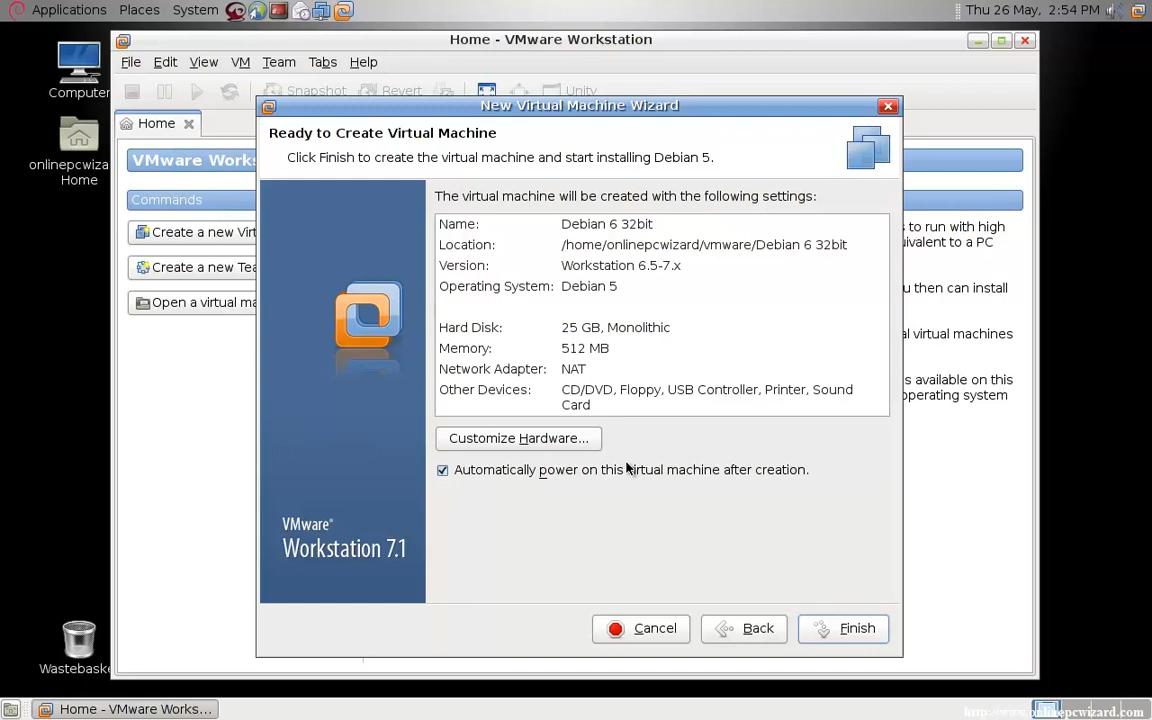 Applications Places System Thu 26 May, 2:54 PM
Home - VMware Workstation
File Edit View VM Team Tabs Help
Snapshot Revert Unity
Computer
Home
New Virtual Machine Wizard
Ready to Create Virtual Machine
Click Finish to create the virtual machine and start installing Debian 5.
onlinepcwiza
Home
VMware Works
Commands
Create a new Virt
Create a new Tea
Open a virtual ma
The virtual machine will be created with the following settings:
Name: Debian 6 32bit
Location: /home/onlinepcwizard/vmware/Debian 6 32bit
Version: Workstation 6.5-7.x
Operating System: Debian 5
Hard Disk: 25 GB, Monolithic
Memory: 512 MB
Network Adapter: NAT
Other Devices: CD/DVD, Floppy, USB Controller, Printer, Sound
Card
s to run with high
uivalent to a PC
u then can install
al virtual machines
s available on this
operating system
Customize Hardware...
Automatically power on this virtual machine after creation.
VMware®
Workstation 7.1
Cancel Back Finish
Wastebaske
Home - VMware Works...
http://www.onlinepcwizard.com